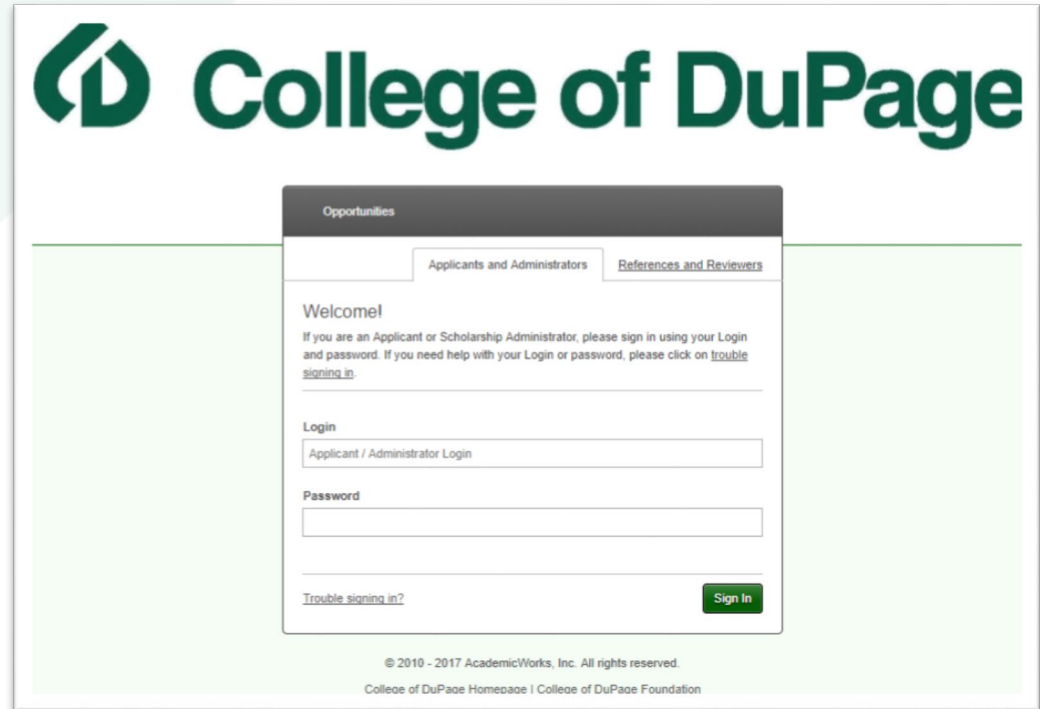 College of DuPage
Opportunities
Applicants and Administrators References and Reviewers
Welcome!
If you are an Applicant or Scholarship Administrator, please sign in using your Login
and password. If you need help with your Login or password, please click on trouble
signing in.
Login
Applicant / Administrator Login
Password
Trouble signing in? Sign In
© 2010 - 2017 AcademicWorks, Inc. All rights reserved.
College of DuPage Homepage | College of DuPage Foundation